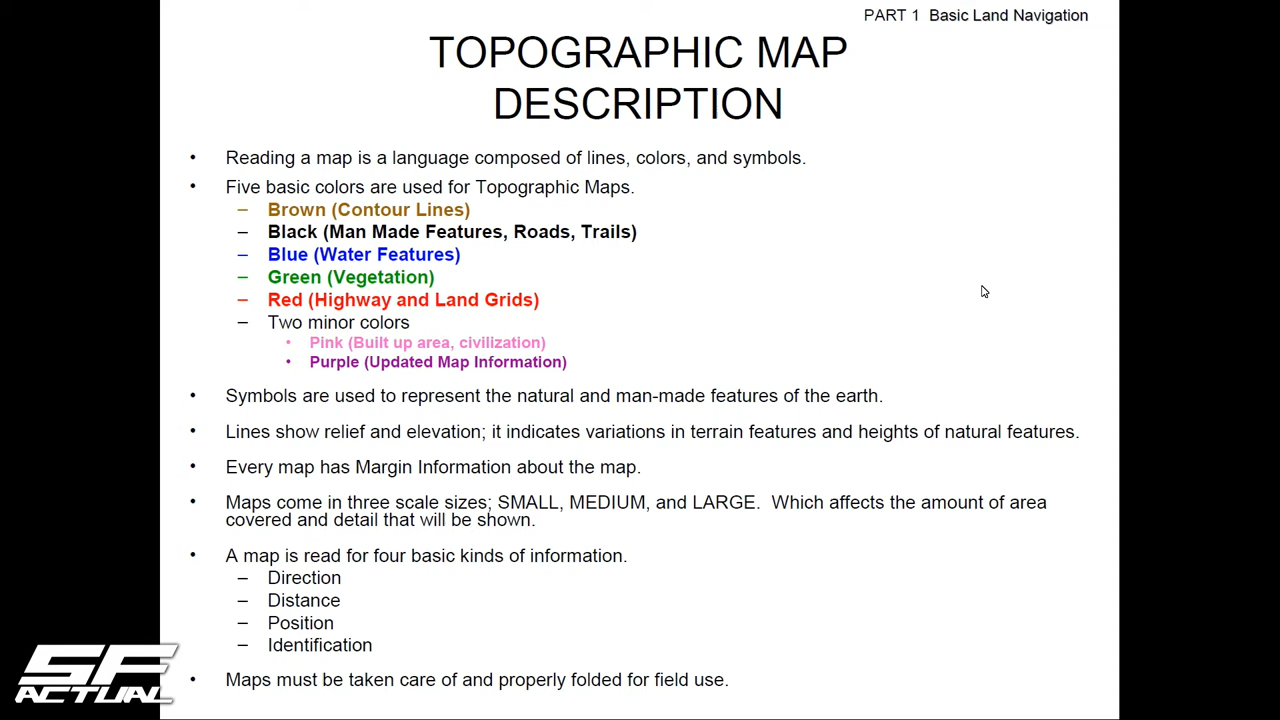 PART 1 Basic Land Navigation
TOPOGRAPHIC MAP
DESCRIPTION
• Reading a map is a language composed of lines, colors, and symbols.
• Five basic colors are used for Topographic Maps.
– Brown (Contour Lines)
– Black (Man Made Features, Roads, Trails)
– Blue (Water Features)
– Green (Vegetation)
– Red (Highway and Land Grids)
– Two minor colors
• Pink (Built up area, civilization)
• Purple (Updated Map Information)
• Symbols are used to represent the natural and man-made features of the earth.
• Lines show relief and elevation; it indicates variations in terrain features and heights of natural features.
• Every map has Margin Information about the map.
• Maps come in three scale sizes; SMALL, MEDIUM, and LARGE. Which affects the amount of area
covered and detail that will be shown.
• A map is read for four basic kinds of information.
– Direction
– Distance
– Position
– Identification
• Maps must be taken care of and properly folded for field use.
SF
ACTUAL